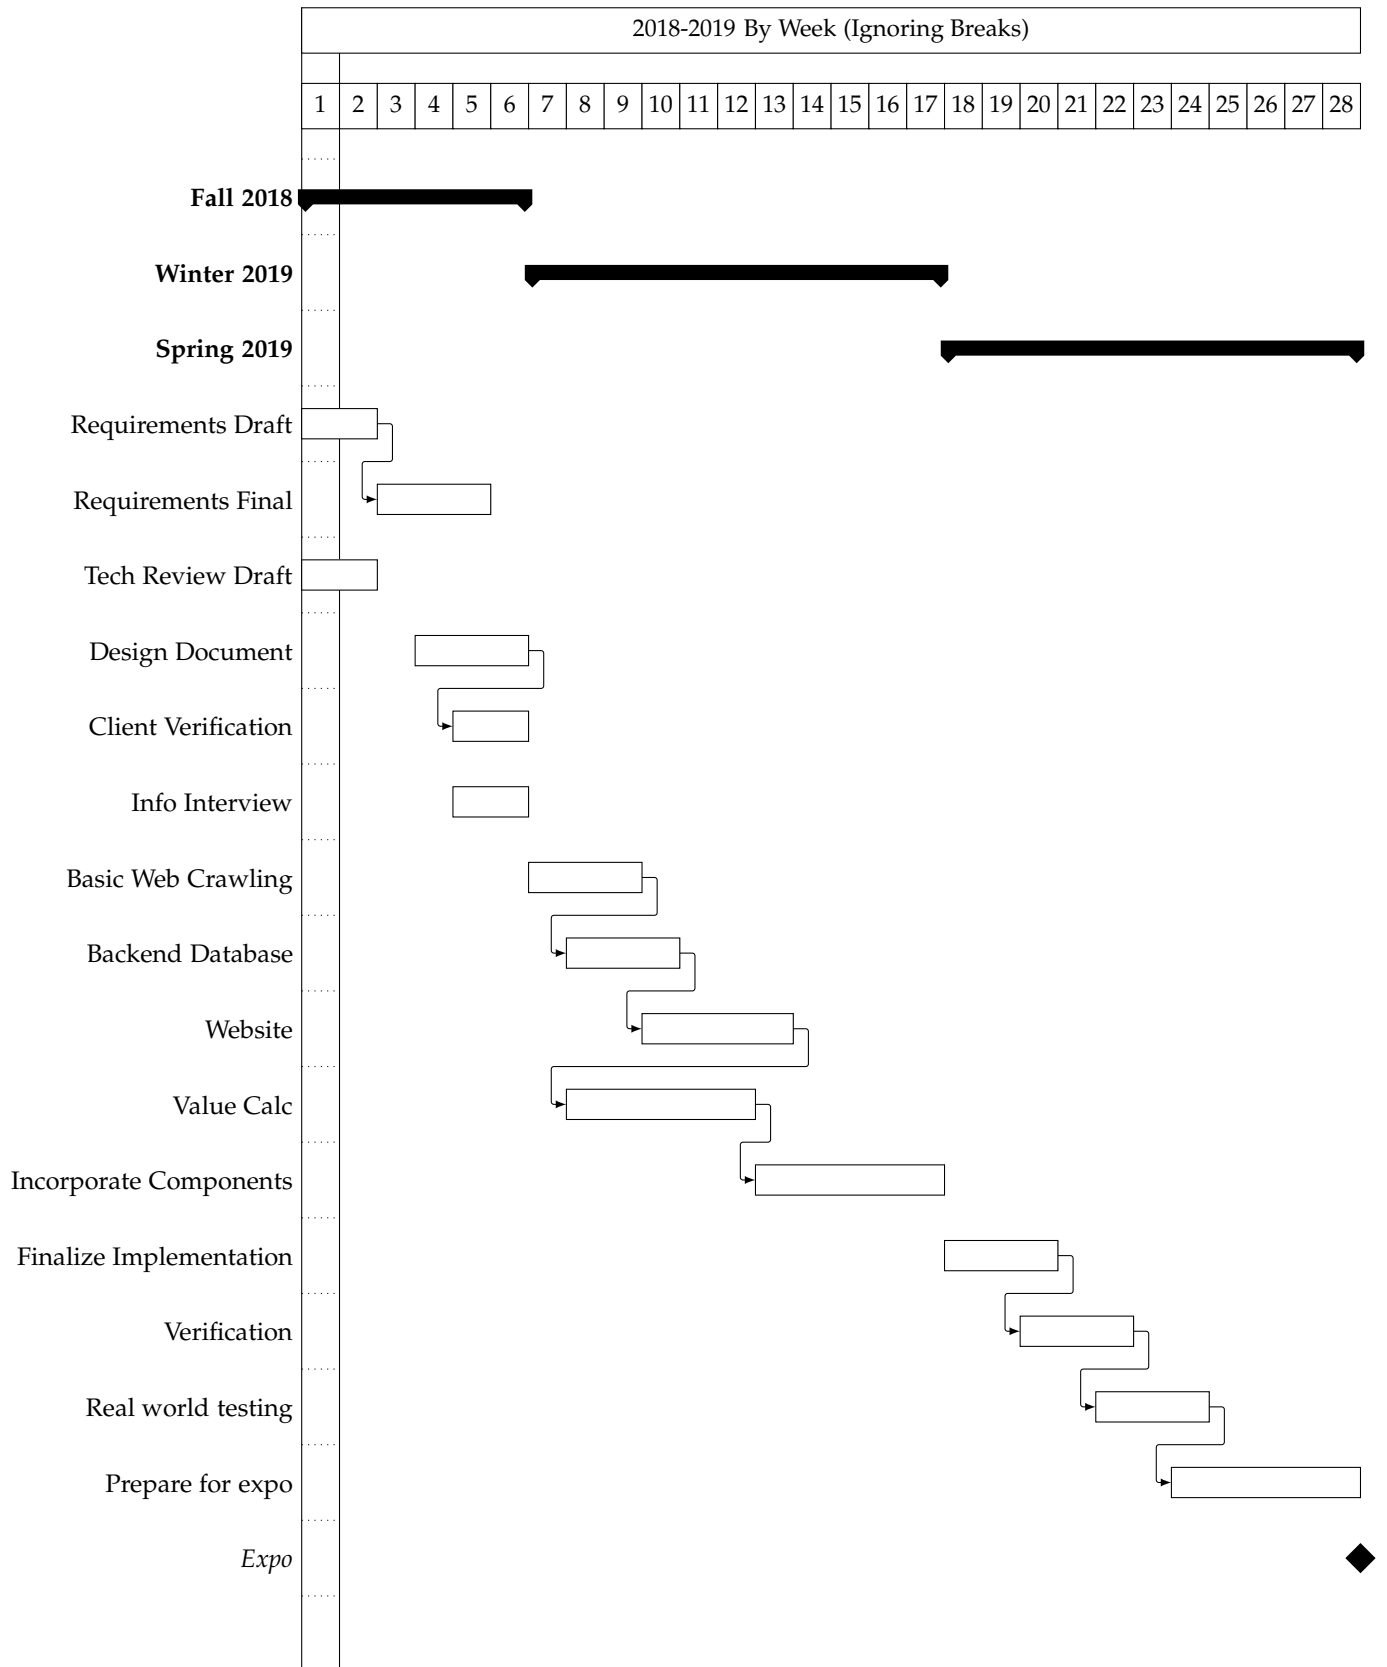 2018-2019 By Week (Ignoring Breaks)
1 2 3 4 5 6 7 8 9 10 11 12 13 14 15 16 17 18 19 20 21 22 23 24 25 26 27 28
Fall 2018
Winter 2019
Spring 2019
Requirements Draft
Requirements Final
Tech Review Draft
Design Document
Client Verification
Info Interview
Basic Web Crawling
Backend Database
Website
Value Calc
Incorporate Components
Finalize Implementation
Verification
Real world testing
Prepare for expo
Expo